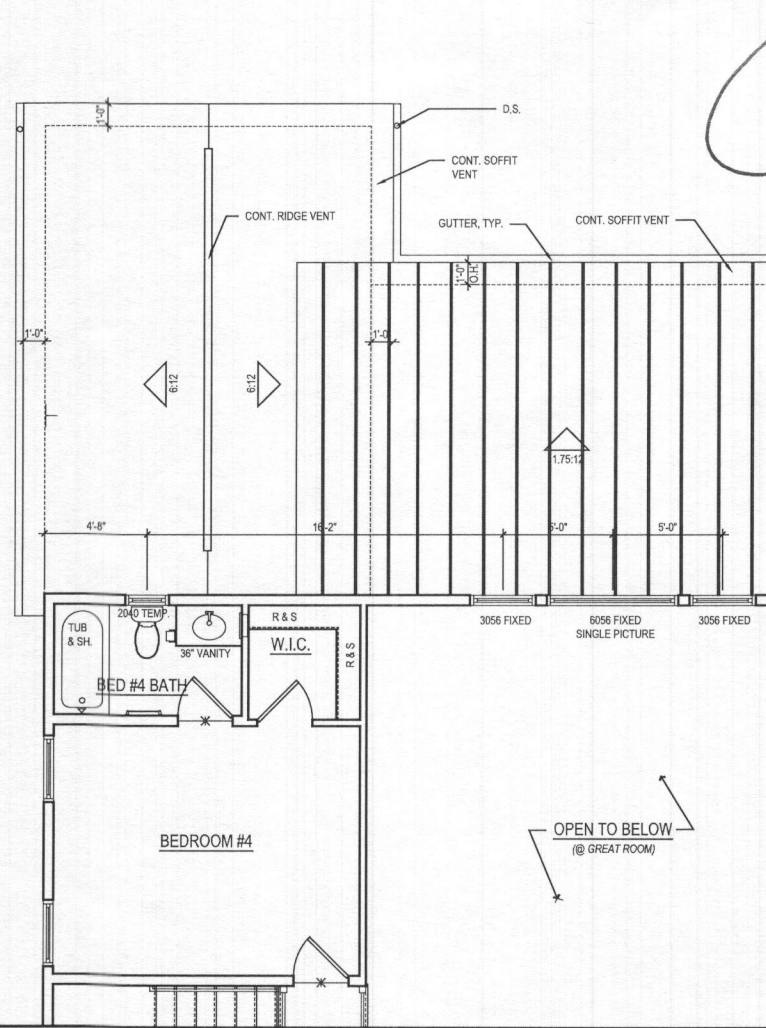 1'-0"
D.S.
CONT. SOFFIT
VENT
CONT. RIDGE VENT
GUTTER, TYP.
CONT. SOFFIT VENT
1'-0"
O.H.
1'-0"
1'-0"
6:12
6:12
1.75:12
4'-8"
16'-2"
5'-0"
5'-0"
2040 TEMP.
3056 FIXED
6056 FIXED
SINGLE PICTURE
3056 FIXED
TUB
& SH.
36" VANITY
R & S
W.I.C.
R & S
BED #4 BATH
BEDROOM #4
OPEN TO BELOW
(@ GREAT ROOM)